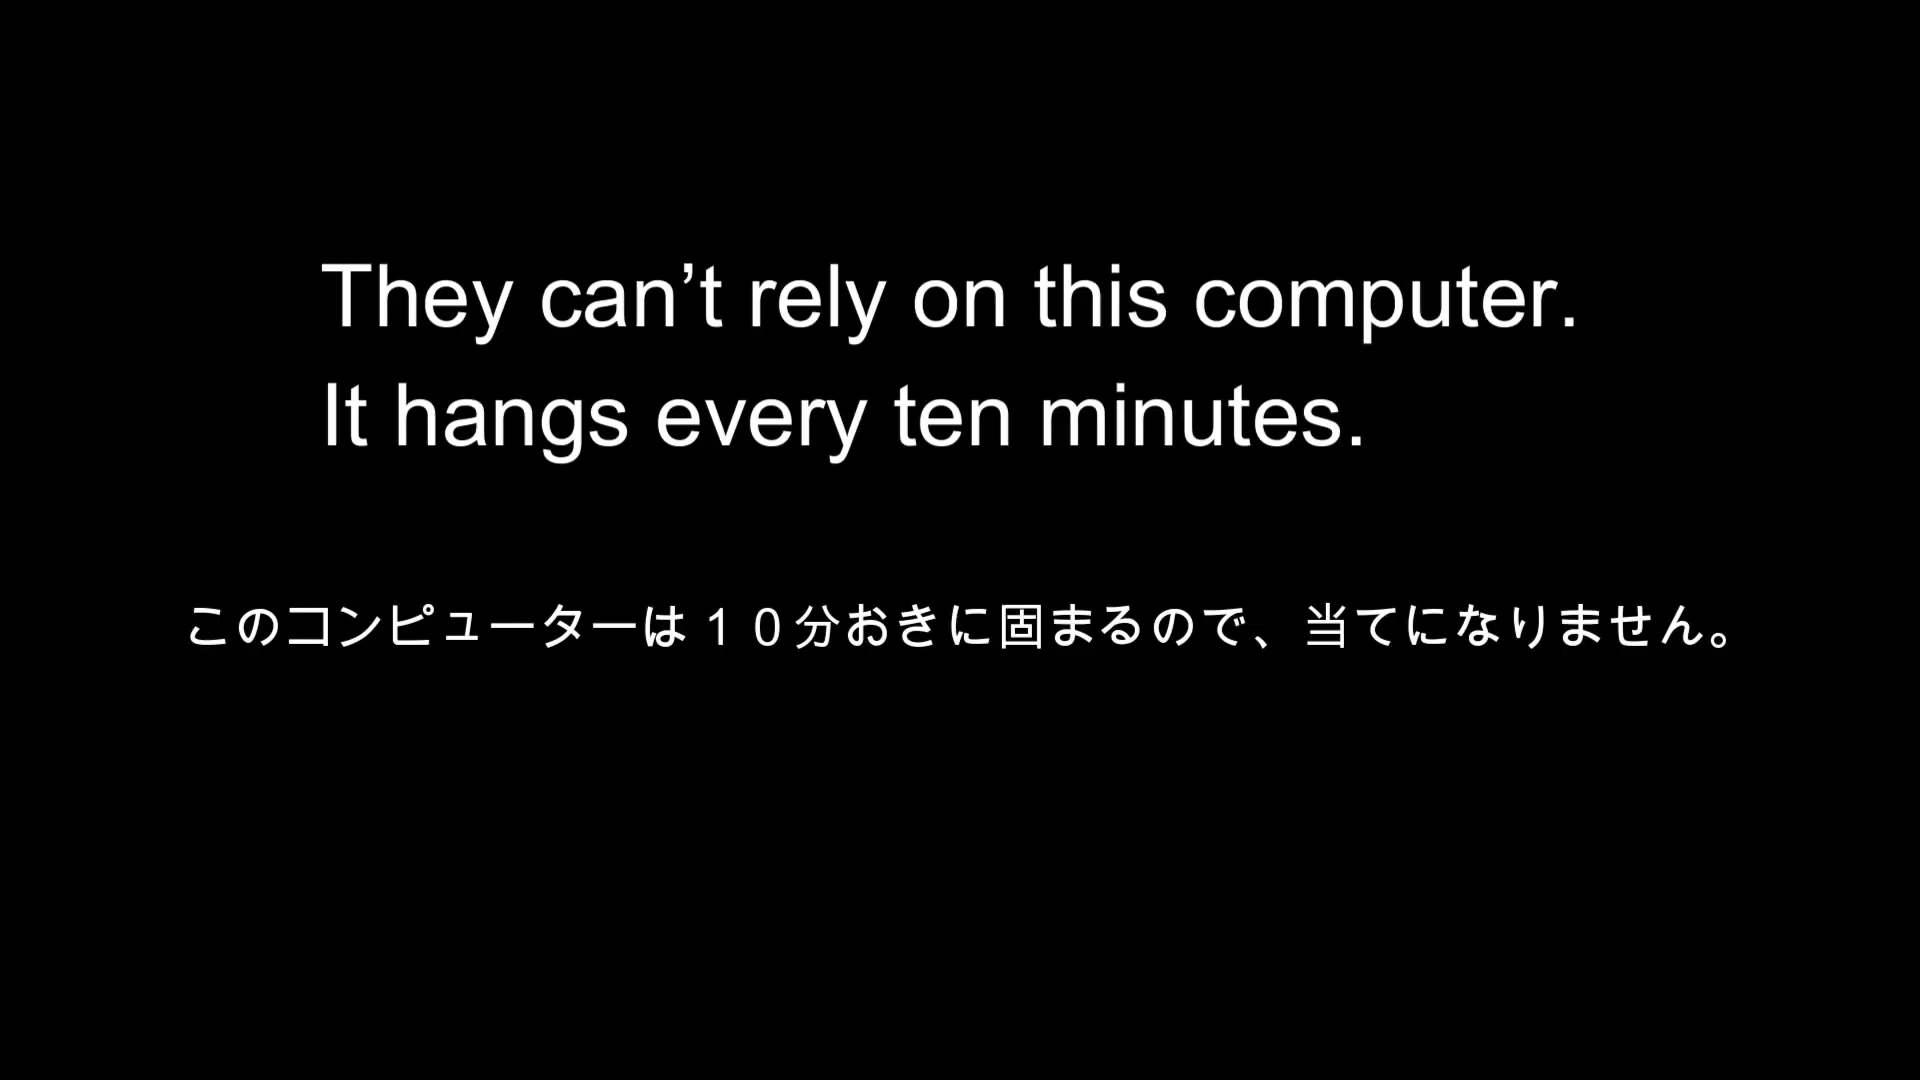 They can’t rely on this computer.
It hangs every ten minutes.
このコンピューターは１０分おきに固まるので、当てになりません。